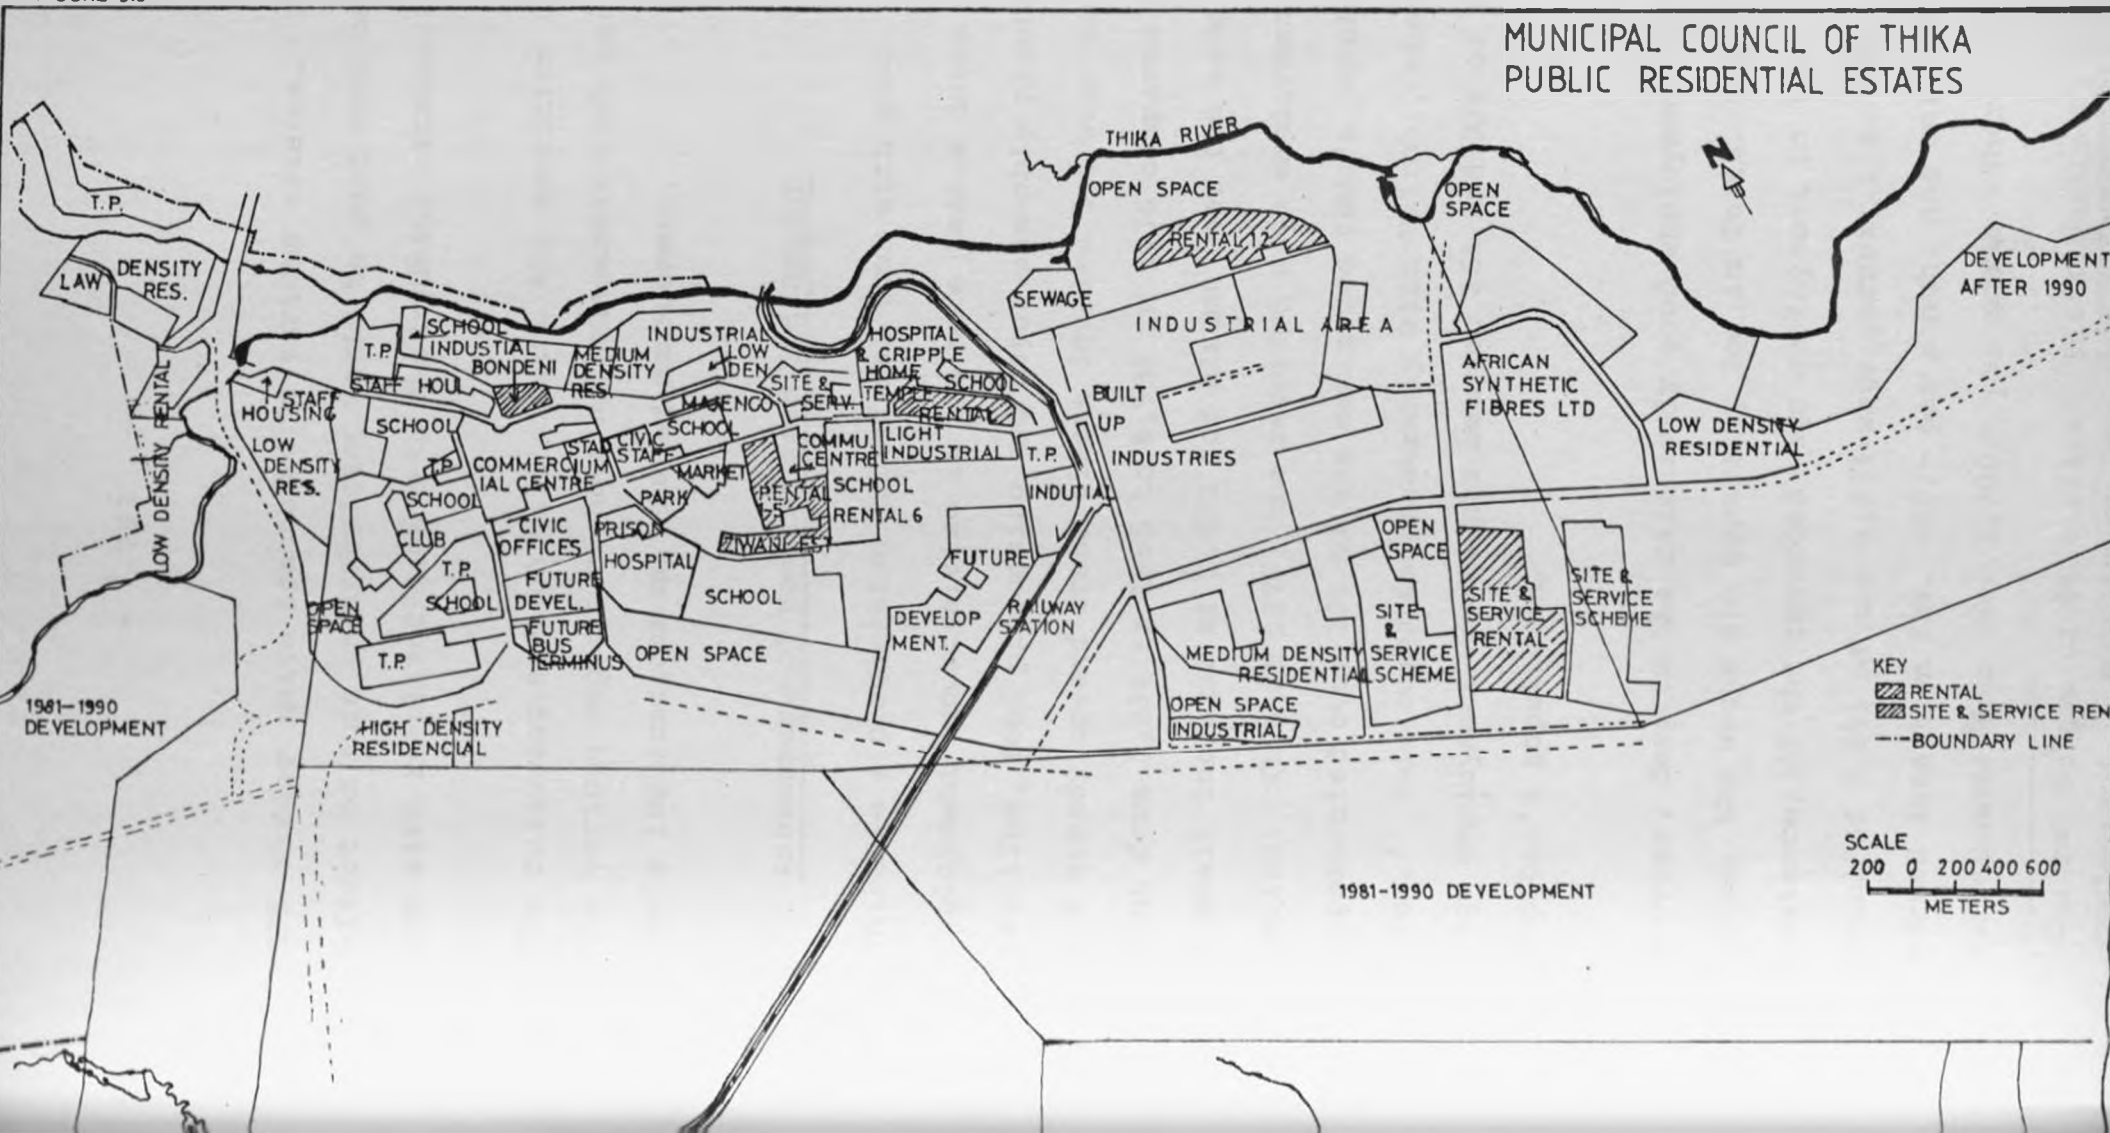 MUNICIPAL COUNCIL OF THIKA
PUBLIC RESIDENTIAL ESTATES
THIKA RIVER
OPEN SPACE
OPEN
SPACE
T.P.
LAW
DENSITY
RES.
RENTAL 12
SEWAGE
INDUSTRIAL AREA
DEVELOPMENT
AFTER 1990
SCHOOL
INDUSTIAL
BONDENI
T.P.
STAFF HOUL
MEDIUM
DENSITY
RES.
INDUSTRIAL
LOW
DEN
SITE &
SERV.
HOSPITAL
& CRIPPLE
HOME
TEMPLE
SCHOOL
RENTAL
MAJENGO
SCHOOL
STAFF
HOUSING
LOW
DENSITY
RES.
LOW DENSITY RENTAL
SCHOOL
T.P.
COMMERCIUM
IAL CENTRE
STAD
CIVIC
STAFF
MARKET
PARK
PRISON
COMMU.
CENTRE
LIGHT
INDUSTRIAL
T.P.
BUILT
UP
INDUSTRIES
AFRICAN
SYNTHETIC
FIBRES LTD
LOW DENSITY
RESIDENTIAL
SCHOOL
CLUB
RENTAL
SCHOOL
RENTAL 6
ZIWANI EST
INDUTIAL
CIVIC
OFFICES
HOSPITAL
T.P.
SCHOOL
FUTURE
DEVEL.
FUTURE
BUS
TERMINUS
OPEN
SPACE
T.P.
SCHOOL
OPEN SPACE
FUTURE
DEVELOP
MENT.
RAILWAY
STATION
OPEN
SPACE
SITE
&
SERVICE
SCHEME
MEDIUM DENSITY
RESIDENTIAL
SITE &
SERVICE
RENTAL
SITE &
SERVICE
SCHEME
OPEN SPACE
INDUSTRIAL
1981-1990
DEVELOPMENT
HIGH DENSITY
RESIDENCIAL
KEY
RENTAL
SITE & SERVICE REN
BOUNDARY LINE
SCALE
200 0 200 400 600
METERS
1981-1990 DEVELOPMENT
N